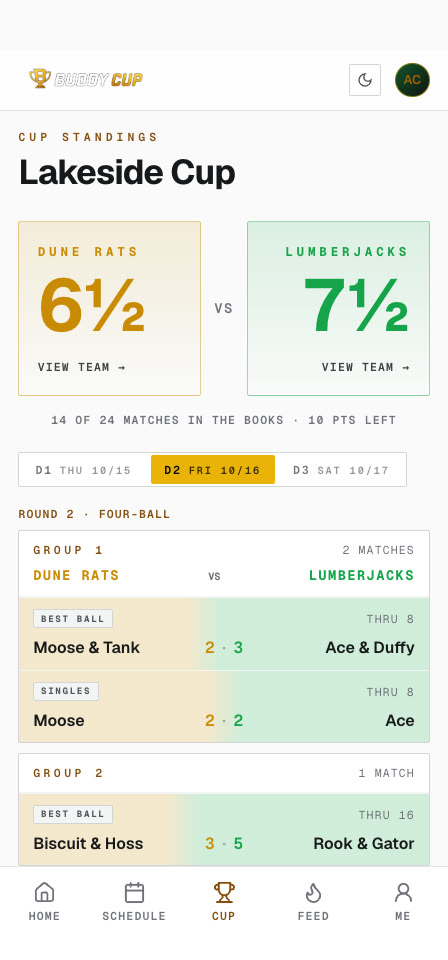 BUDDY CUP
AC
CUP STANDINGS
Lakeside Cup
DUNE RATS
6½
VIEW TEAM →
VS
LUMBERJACKS
7½
VIEW TEAM →
14 OF 24 MATCHES IN THE BOOKS · 10 PTS LEFT
D1 THU 10/15 D2 FRI 10/16 D3 SAT 10/17
ROUND 2 · FOUR-BALL
GROUP 1 2 MATCHES
DUNE RATS VS LUMBERJACKS
BEST BALL THRU 8
Moose & Tank 2 · 3 Ace & Duffy
SINGLES THRU 8
Moose 2 · 2 Ace
GROUP 2 1 MATCH
BEST BALL THRU 16
Biscuit & Hoss 3 · 5 Rook & Gator
HOME SCHEDULE CUP FEED ME